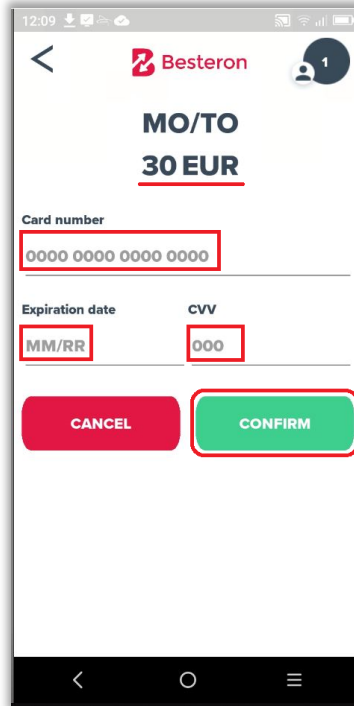 12:09
Besteron
1
MO/TO
30 EUR
Card number
0000 0000 0000 0000
Expiration date CVV
MM/RR 000
CANCEL CONFIRM